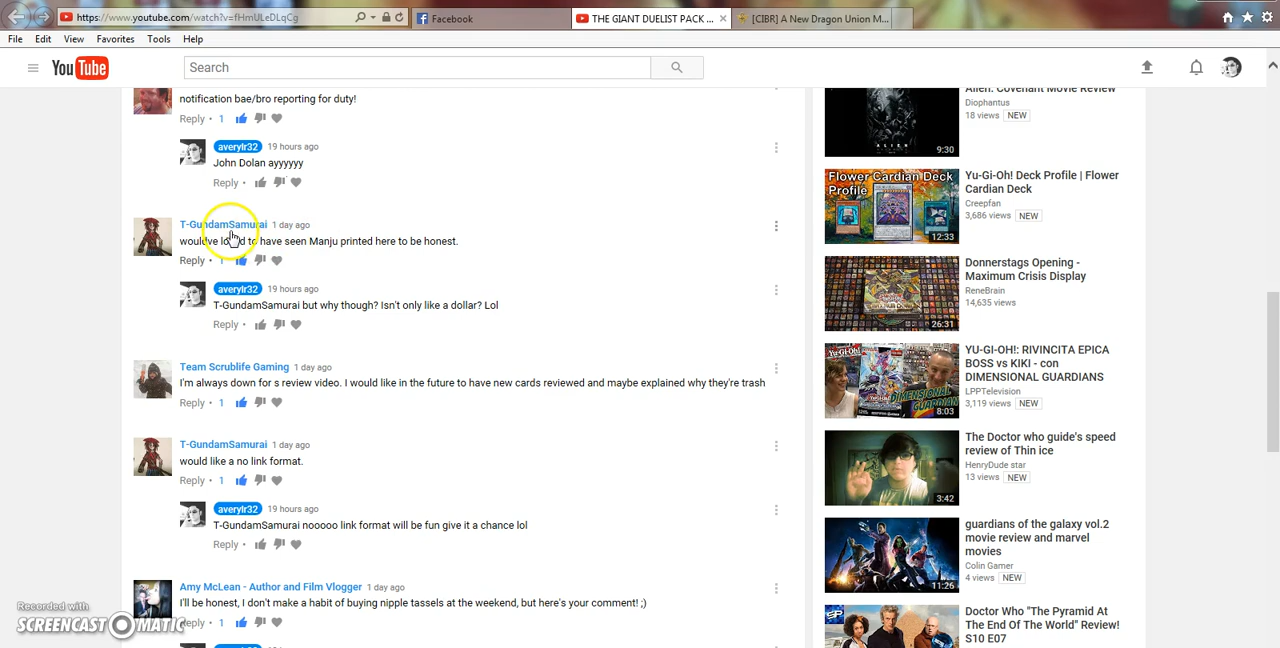 https://www.youtube.com/watch?v=fHmULeDLqCg
Facebook
THE GIANT DUELIST PACK ...
[CIBR] A New Dragon Union M...
File Edit View Favorites Tools Help
YouTube
Search
notification bae/bro reporting for duty!
Reply • 1
averylr32 19 hours ago
John Dolan ayyyyyy
Reply •
T-GundamSamurai 1 day ago
wouldve loved to have seen Manju printed here to be honest.
Reply • 1
averylr32 19 hours ago
T-GundamSamurai but why though? Isn't only like a dollar? Lol
Reply •
Team Scrublife Gaming 1 day ago
I'm always down for s review video. I would like in the future to have new cards reviewed and maybe explained why they're trash
Reply • 1
T-GundamSamurai 1 day ago
would like a no link format.
Reply • 1
averylr32 19 hours ago
T-GundamSamurai nooooo link format will be fun give it a chance lol
Reply •
Amy McLean - Author and Film Vlogger 1 day ago
I'll be honest, I don't make a habit of buying nipple tassels at the weekend, but here's your comment! ;)
Reply • 1
Alien: Covenant Movie Review
Diophantus
18 views NEW
ALIEN
9:30
Flower Cardian Deck
Profile
12:33
Yu-Gi-Oh! Deck Profile | Flower
Cardian Deck
Creepfan
3,686 views NEW
26:31
Donnerstags Opening -
Maximum Crisis Display
ReneBrain
14,635 views
DIMENSIONAL
GUARDIANS
8:03
YU-GI-OH!: RIVINCITA EPICA
BOSS vs KIKI - con
DIMENSIONAL GUARDIANS
LPPTelevision
3,119 views NEW
3:42
The Doctor who guide's speed
review of Thin ice
HenryDude star
13 views NEW
11:26
guardians of the galaxy vol.2
movie review and marvel
movies
Colin Gamer
4 views NEW
Doctor Who "The Pyramid At
The End Of The World" Review!
S10 E07
Recorded with
SCREENCAST MATIC